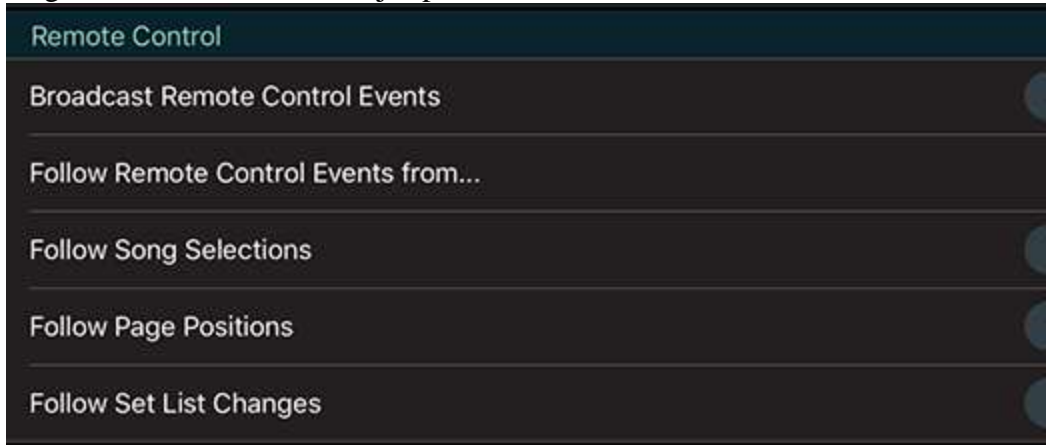 Remote Control
Broadcast Remote Control Events
Follow Remote Control Events from...
Follow Song Selections
Follow Page Positions
Follow Set List Changes